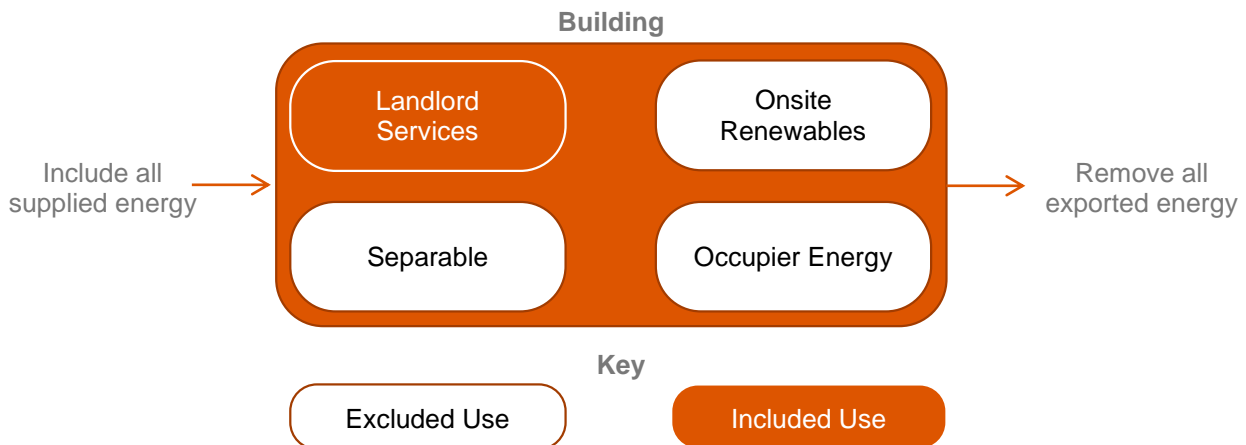 Building
Landlord
Services
Onsite
Renewables
Include all
supplied energy
Remove all
exported energy
Separable
Occupier Energy
Key
Excluded Use
Included Use